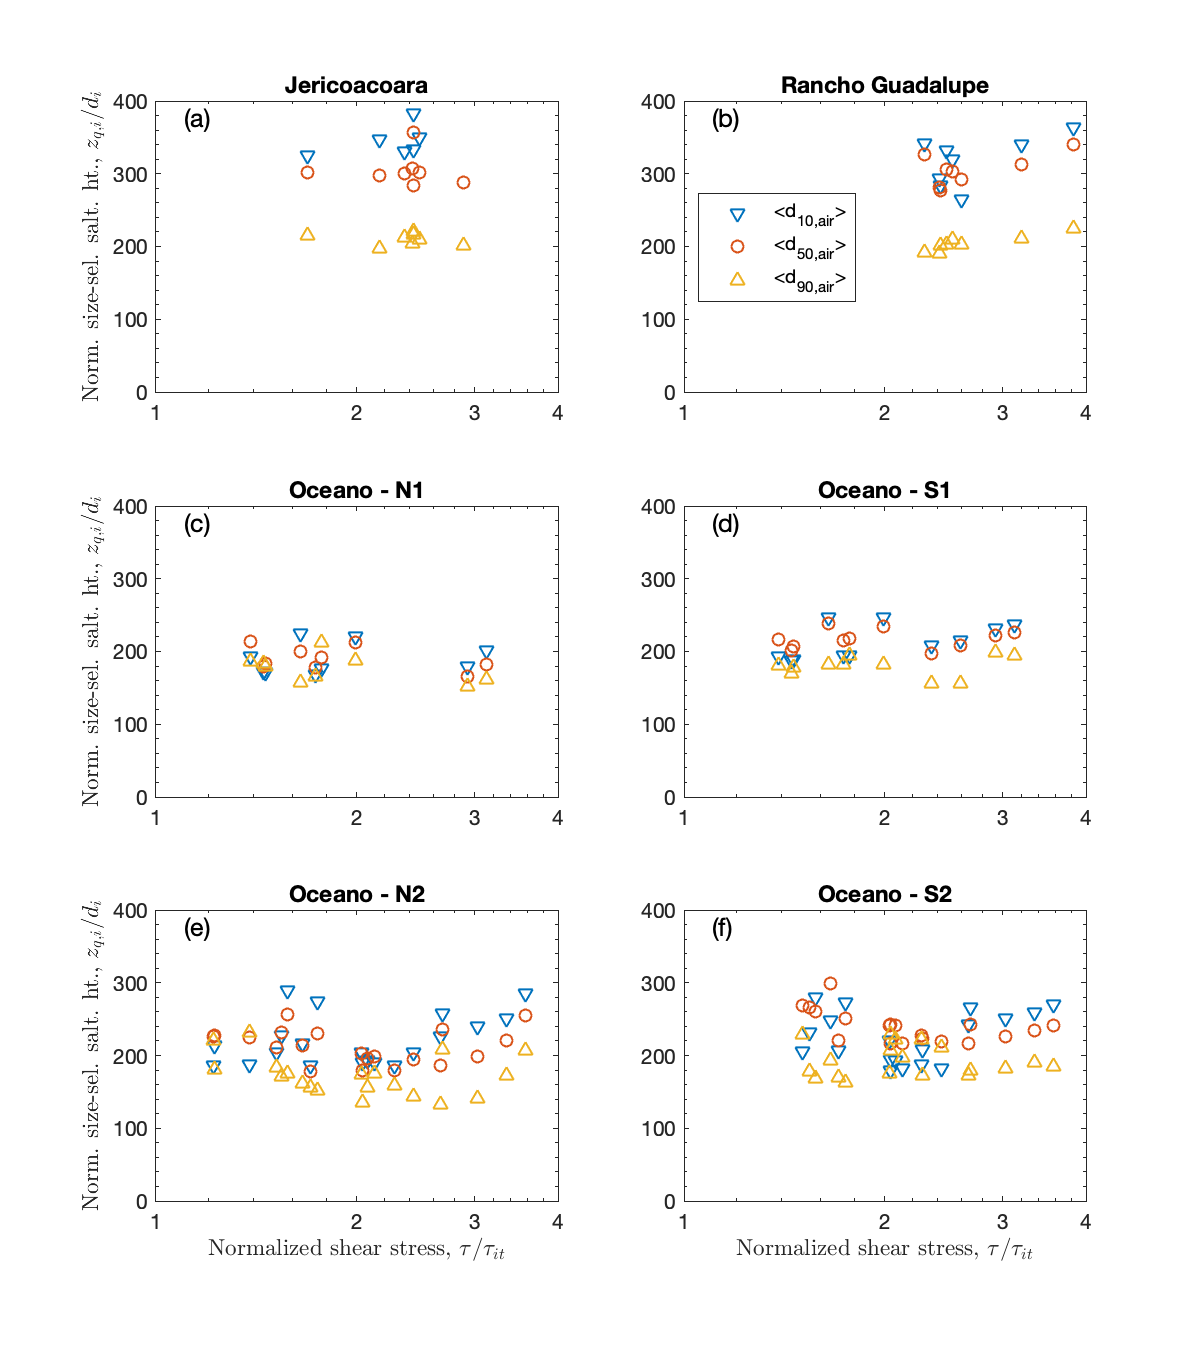 Jericoacoara
(a)
Norm. size-sel. salt. ht., z_{q,i}/d_i
400
300
200
100
0
1 2 3 4
Rancho Guadalupe
(b)
400
300
200
100
0
<d_{10,air}>
<d_{50,air}>
<d_{90,air}>
1 2 3 4
Oceano - N1
(c)
Norm. size-sel. salt. ht., z_{q,i}/d_i
400
300
200
100
0
1 2 3 4
Oceano - S1
(d)
400
300
200
100
0
1 2 3 4
Oceano - N2
(e)
Norm. size-sel. salt. ht., z_{q,i}/d_i
400
300
200
100
0
1 2 3 4
Normalized shear stress, τ/τ_{it}
Oceano - S2
(f)
400
300
200
100
0
1 2 3 4
Normalized shear stress, τ/τ_{it}